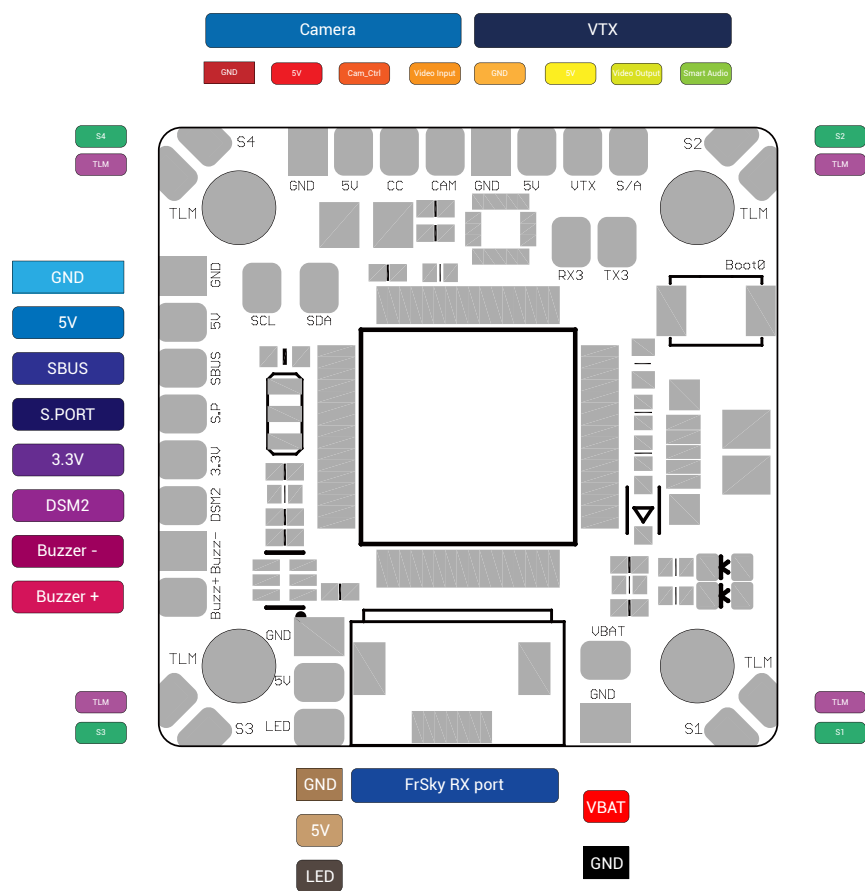 Camera VTX
GND 5V Cam_Ctrl Video Input GND 5V Video Output Smart Audio
S4 S4 S2 S2
TLM TLM TLM TLM
GND 5V CC CAM GND 5V VTX S/A
RX3 TX3
Boot0
SCL SDA
GND GND
5V 5V
SBUS SBUS
S.PORT S.P
3.3V 3.3V
DSM2 DSM2
Buzzer - Buzz-
Buzzer + Buzz+
GND VBAT
TLM TLM
5V GND
TLM TLM
S3 S3 LED S1 S1
GND FrSky RX port
VBAT
5V
GND
LED